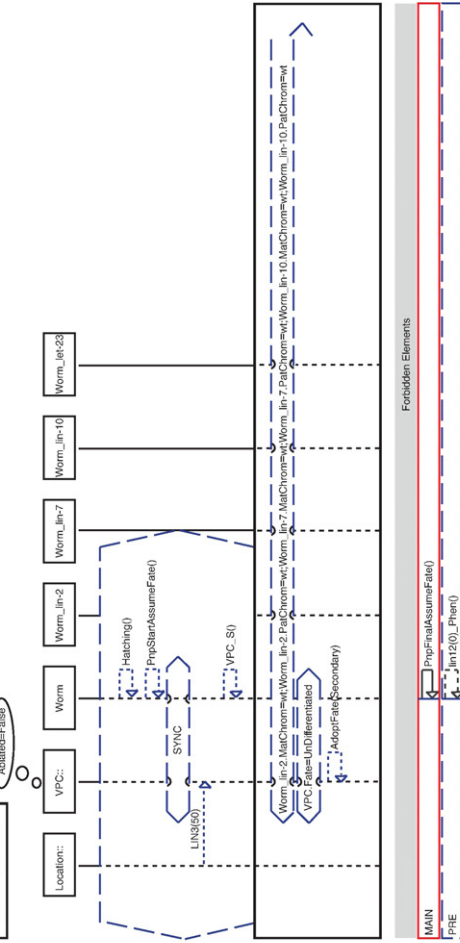 Ablated=False
Location::
VPC::
Worm
Worm_lin-2
Worm_lin-7
Worm_lin-10
Worm_let-23
Hatching()
PnpStartAssumeFate()
SYNC
LIN3(50)
VPC_S()
Worm_lin-2.MatChrom=wt;Worm_lin-2.PatChrom=wt;Worm_lin-7.MatChrom=wt;Worm_lin-7.PatChrom=wt;Worm_lin-10.MatChrom=wt;Worm_lin-10.PatChrom=wt
VPC.Fate=UnDifferentiated
AdoptFate(Secondary)
Forbidden Elements
MAIN
PnpFinalAssumeFate()
PRE
lin12(0)_Phen()